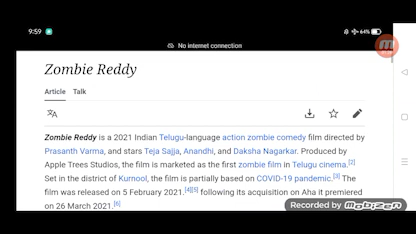 9:59
64%
No internet connection
Zombie Reddy
Article Talk
Zombie Reddy is a 2021 Indian Telugu-language action zombie comedy film directed by
Prasanth Varma, and stars Teja Sajja, Anandhi, and Daksha Nagarkar. Produced by
Apple Trees Studios, the film is marketed as the first zombie film in Telugu cinema.[2]
Set in the district of Kurnool, the film is partially based on COVID-19 pandemic.[3] The
film was released on 5 February 2021.[4][5] following its acquisition on Aha it premiered
on 26 March 2021.[6]
Recorded by mobizen